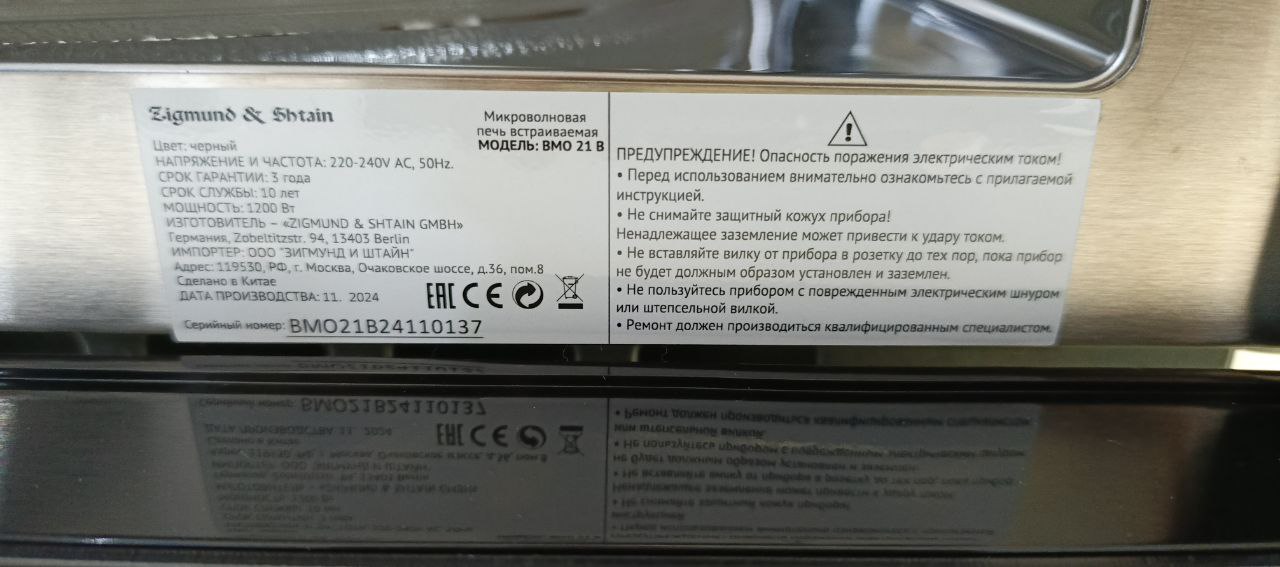 Zigmund & Shtain
Микроволновая
печь встраиваемая
МОДЕЛЬ: BMO 21 B
Цвет: черный
НАПРЯЖЕНИЕ И ЧАСТОТА: 220-240V AC, 50Hz.
СРОК ГАРАНТИИ: 3 года
СРОК СЛУЖБЫ: 10 лет
МОЩНОСТЬ: 1200 Вт
ИЗГОТОВИТЕЛЬ – «ZIGMUND & SHTAIN GMBH»
Германия, Zobeltitzstr. 94, 13403 Berlin
ИМПОРТЕР: ООО "ЗИГМУНД И ШТАЙН"
Адрес: 119530, РФ, г. Москва, Очаковское шоссе, д.36, пом.8
Сделано в Китае
ДАТА ПРОИЗВОДСТВА: 11. 2024
EAC CE
Серийный номер: BMO21B24110137
ПРЕДУПРЕЖДЕНИЕ! Опасность поражения электрическим током!
• Перед использованием внимательно ознакомьтесь с прилагаемой
инструкцией.
• Не снимайте защитный кожух прибора!
Ненадлежащее заземление может привести к удару током.
• Не вставляйте вилку от прибора в розетку до тех пор, пока прибор
не будет должным образом установлен и заземлен.
• Не пользуйтесь прибором с поврежденным электрическим шнуром
или штепсельной вилкой.
• Ремонт должен производиться квалифицированным специалистом.